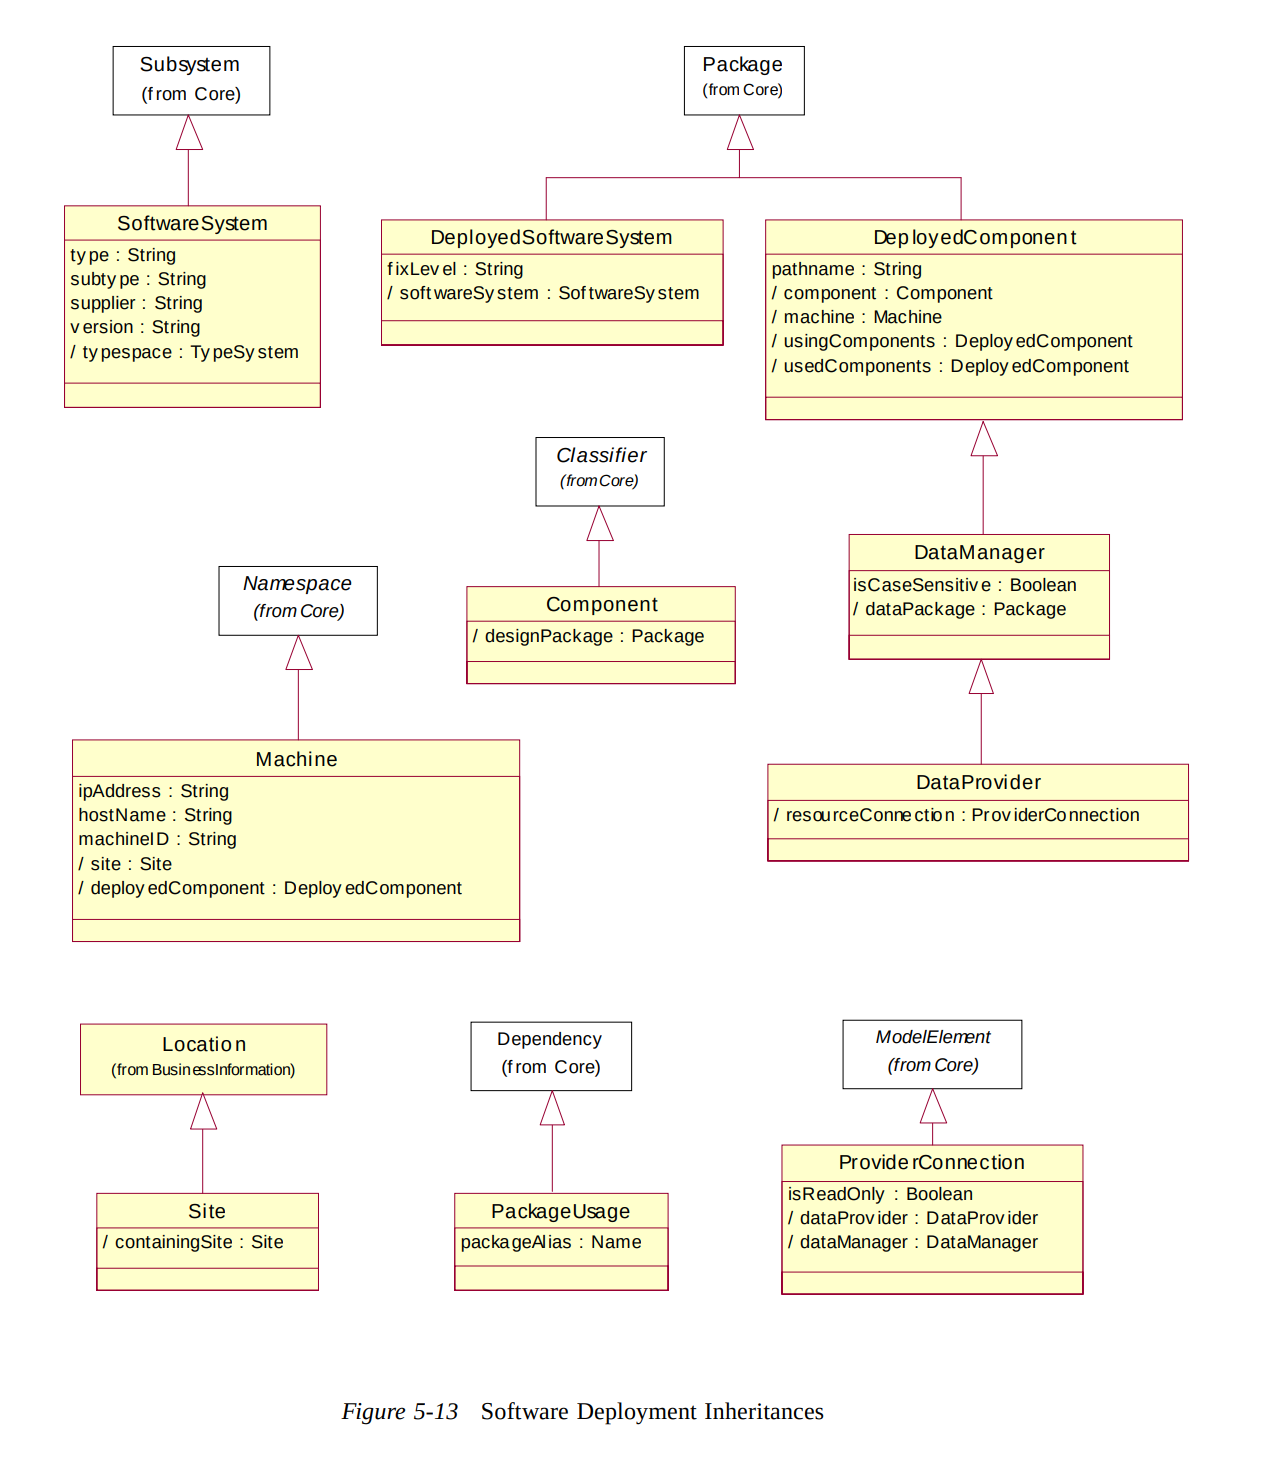 Subsystem
(from Core)
Package
(from Core)
SoftwareSystem
type : String
subtype : String
supplier : String
version : String
/ typespace : TypeSystem
DeployedSoftwareSystem
fixLevel : String
/ softwareSystem : SoftwareSystem
DeployedComponent
pathname : String
/ component : Component
/ machine : Machine
/ usingComponents : DeployedComponent
/ usedComponents : DeployedComponent
Classifier
(from Core)
Component
/ designPackage : Package
DataManager
isCaseSensitive : Boolean
/ dataPackage : Package
Namespace
(from Core)
Machine
ipAddress : String
hostName : String
machineID : String
/ site : Site
/ deployedComponent : DeployedComponent
DataProvider
/ resourceConnection : ProviderConnection
Location
(from BusinessInformation)
Dependency
(from Core)
ModelElement
(from Core)
Site
/ containingSite : Site
PackageUsage
packageAlias : Name
ProviderConnection
isReadOnly : Boolean
/ dataProvider : DataProvider
/ dataManager : DataManager
Figure 5-13 Software Deployment Inheritances